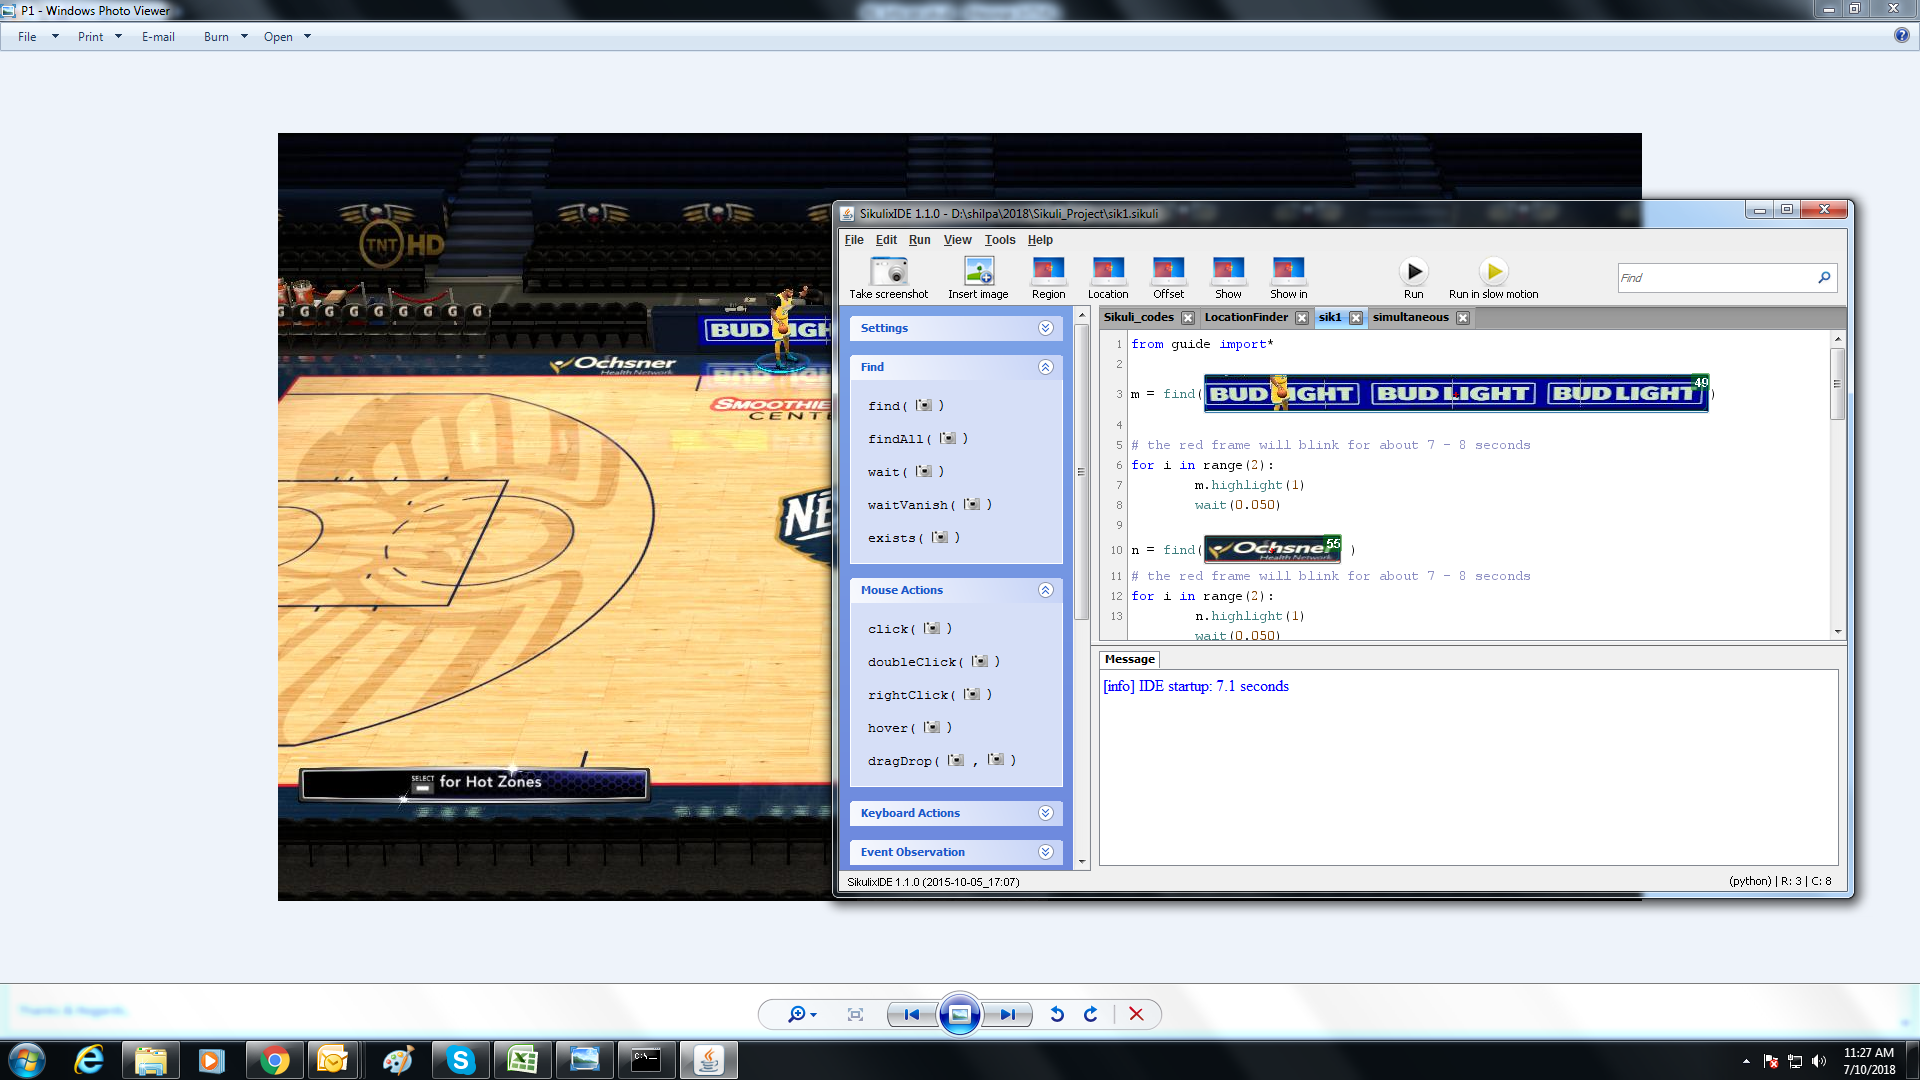 P1 - Windows Photo Viewer
File Print E-mail Burn Open
TNT HD
G G G G G G
BUD LIGH
Ochsner
Health Network
SMOOTHIE
CENTE
NE
SELECT for Hot Zones
SikulixIDE 1.1.0 - D:\shilpa\2018\Sikuli_Project\sik1.sikuli
File Edit Run View Tools Help
Take screenshot Insert image Region Location Offset Show Show in Run Run in slow motion Find
Settings
Find
find( )
findAll( )
wait( )
waitVanish( )
exists( )
Mouse Actions
click( )
doubleClick( )
rightClick( )
hover( )
dragDrop( , )
Keyboard Actions
Event Observation
Sikuli_codes LocationFinder sik1 simultaneous
1 from guide import*
2
3 m = find( BUD LIGHT BUD LIGHT BUD LIGHT 49 )
4
5 # the red frame will blink for about 7 - 8 seconds
6 for i in range(2):
7 m.highlight(1)
8 wait(0.050)
9
10 n = find( Ochsner Health Network 55 )
11 # the red frame will blink for about 7 - 8 seconds
12 for i in range(2):
13 n.highlight(1)
wait(0.050)
Message
[info] IDE startup: 7.1 seconds
SikulixIDE 1.1.0 (2015-10-05_17:07)
(python) | R: 3 | C: 8
Thanks & Regards,
C:\
11:27 AM
7/10/2018